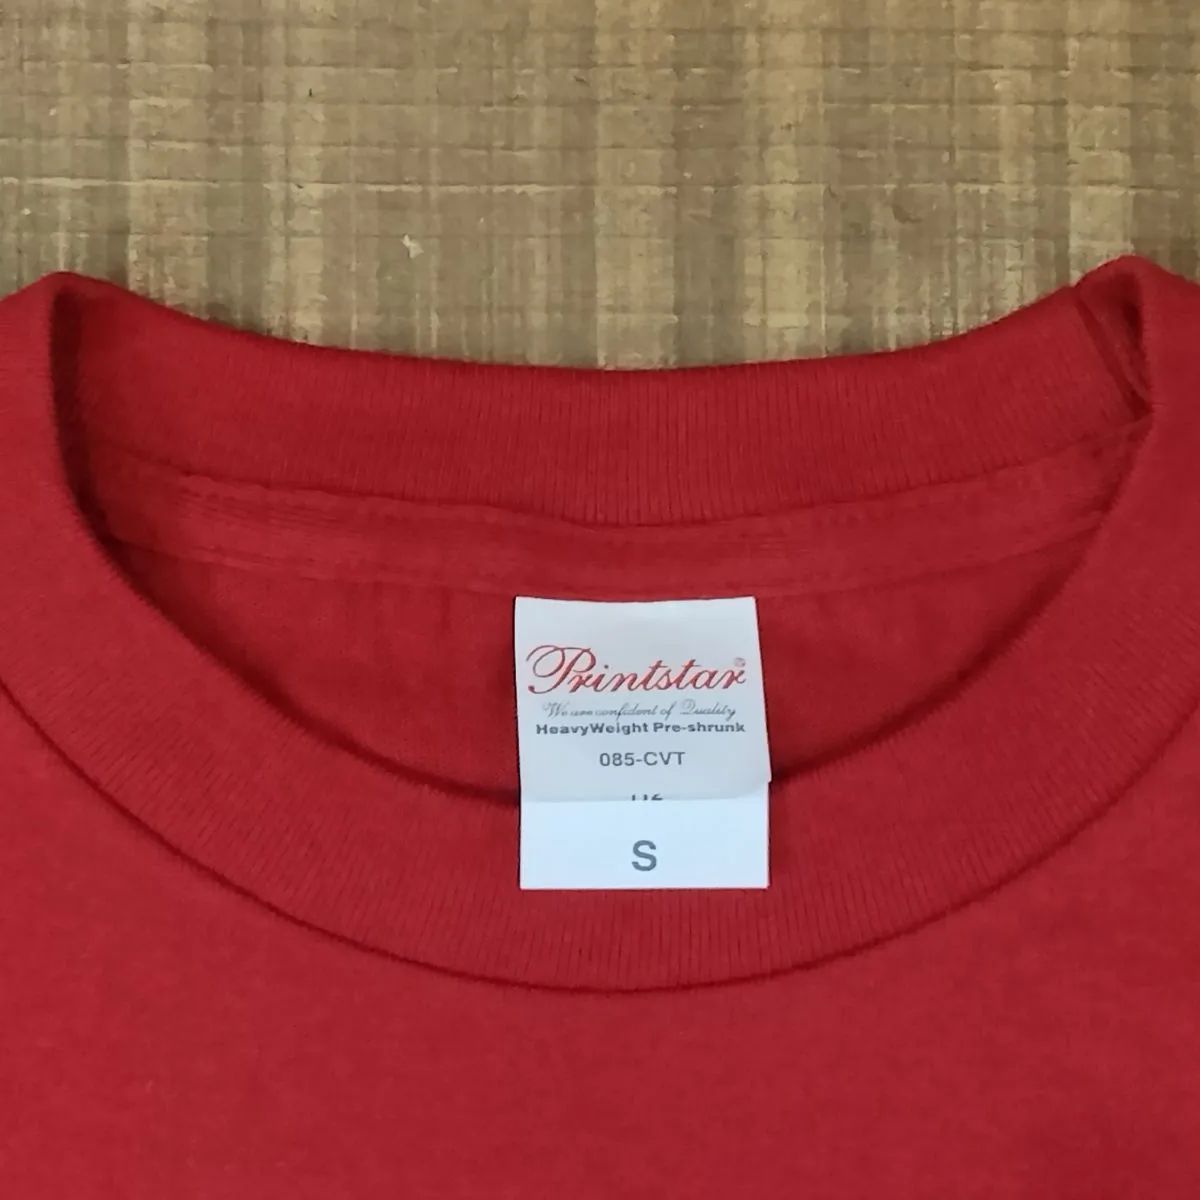 Printstar®
We are confident of Quality
HeavyWeight Pre-shrunk
085-CVT
S